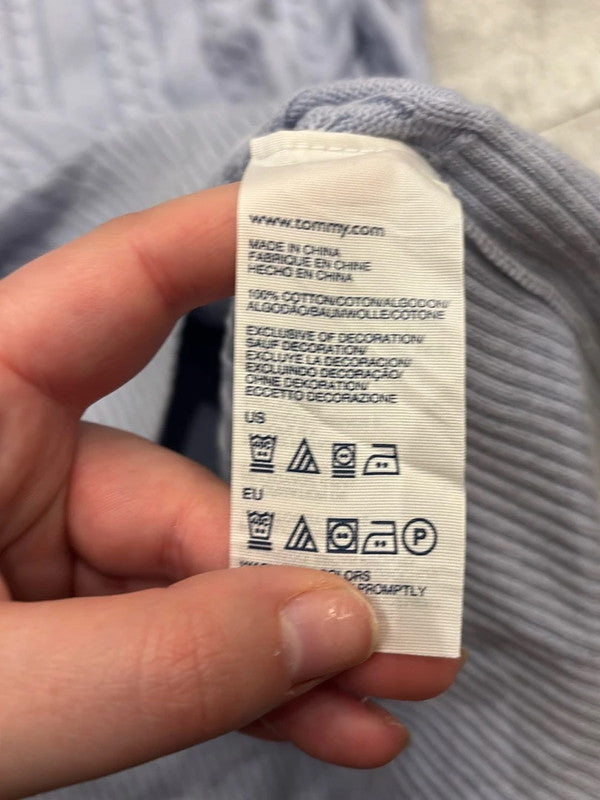 www.tommy.com
MADE IN CHINA
FABRIQUE EN CHINE
HECHO EN CHINA
100% COTTON/COTON/ALGODON/
ALGODÃO/BAUMWOLLE/COTONE
EXCLUSIVE OF DECORATION/
SAUF DECORATION/
EXCLUYE LA DECORACION/
EXCLUINDO DECORAÇÃO/
OHNE DEKORATION/
ECCETTO DECORAZIONE
US
EU
P
PROMPTLY